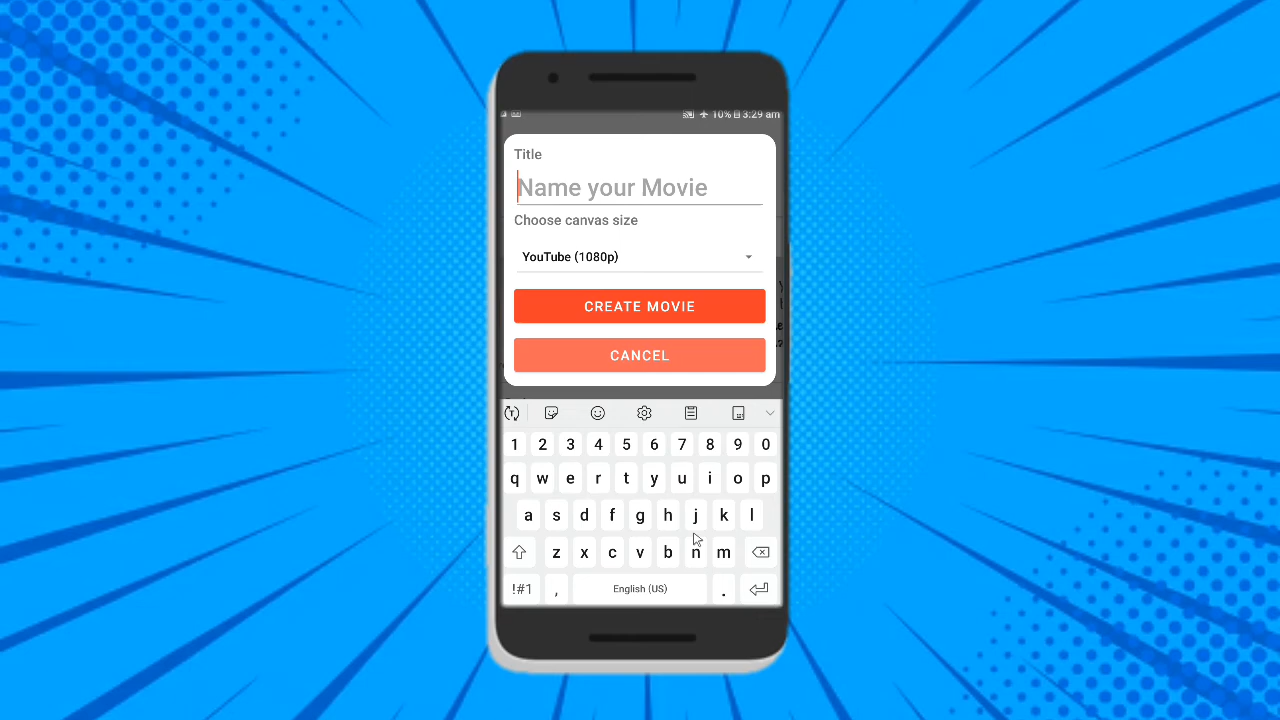 10% 3:29 am
Title
Name your Movie
Choose canvas size
YouTube (1080p)
CREATE MOVIE
CANCEL
1 2 3 4 5 6 7 8 9 0
q w e r t y u i o p
a s d f g h j k l
z x c v b n m
!#1 , English (US) .